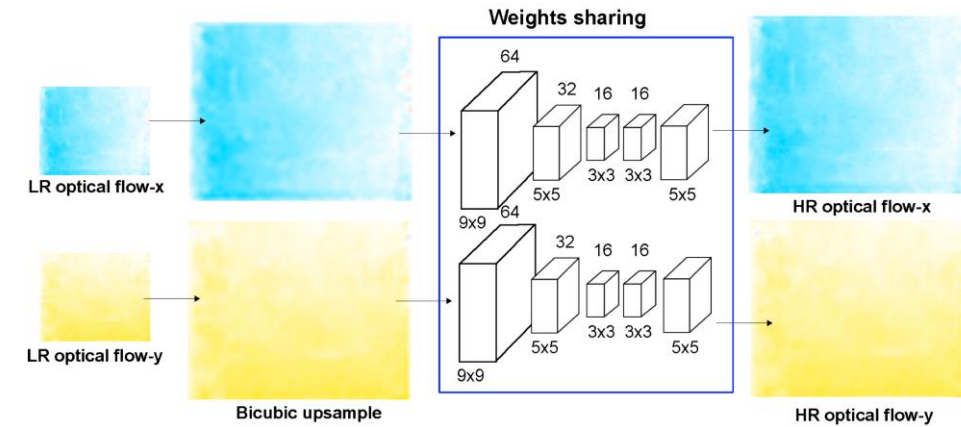 Weights sharing
64
32
16
16
LR optical flow-x
9x9
5x5
3x3
3x3
5x5
HR optical flow-x
64
32
16
16
LR optical flow-y
9x9
5x5
3x3
3x3
5x5
Bicubic upsample
HR optical flow-y